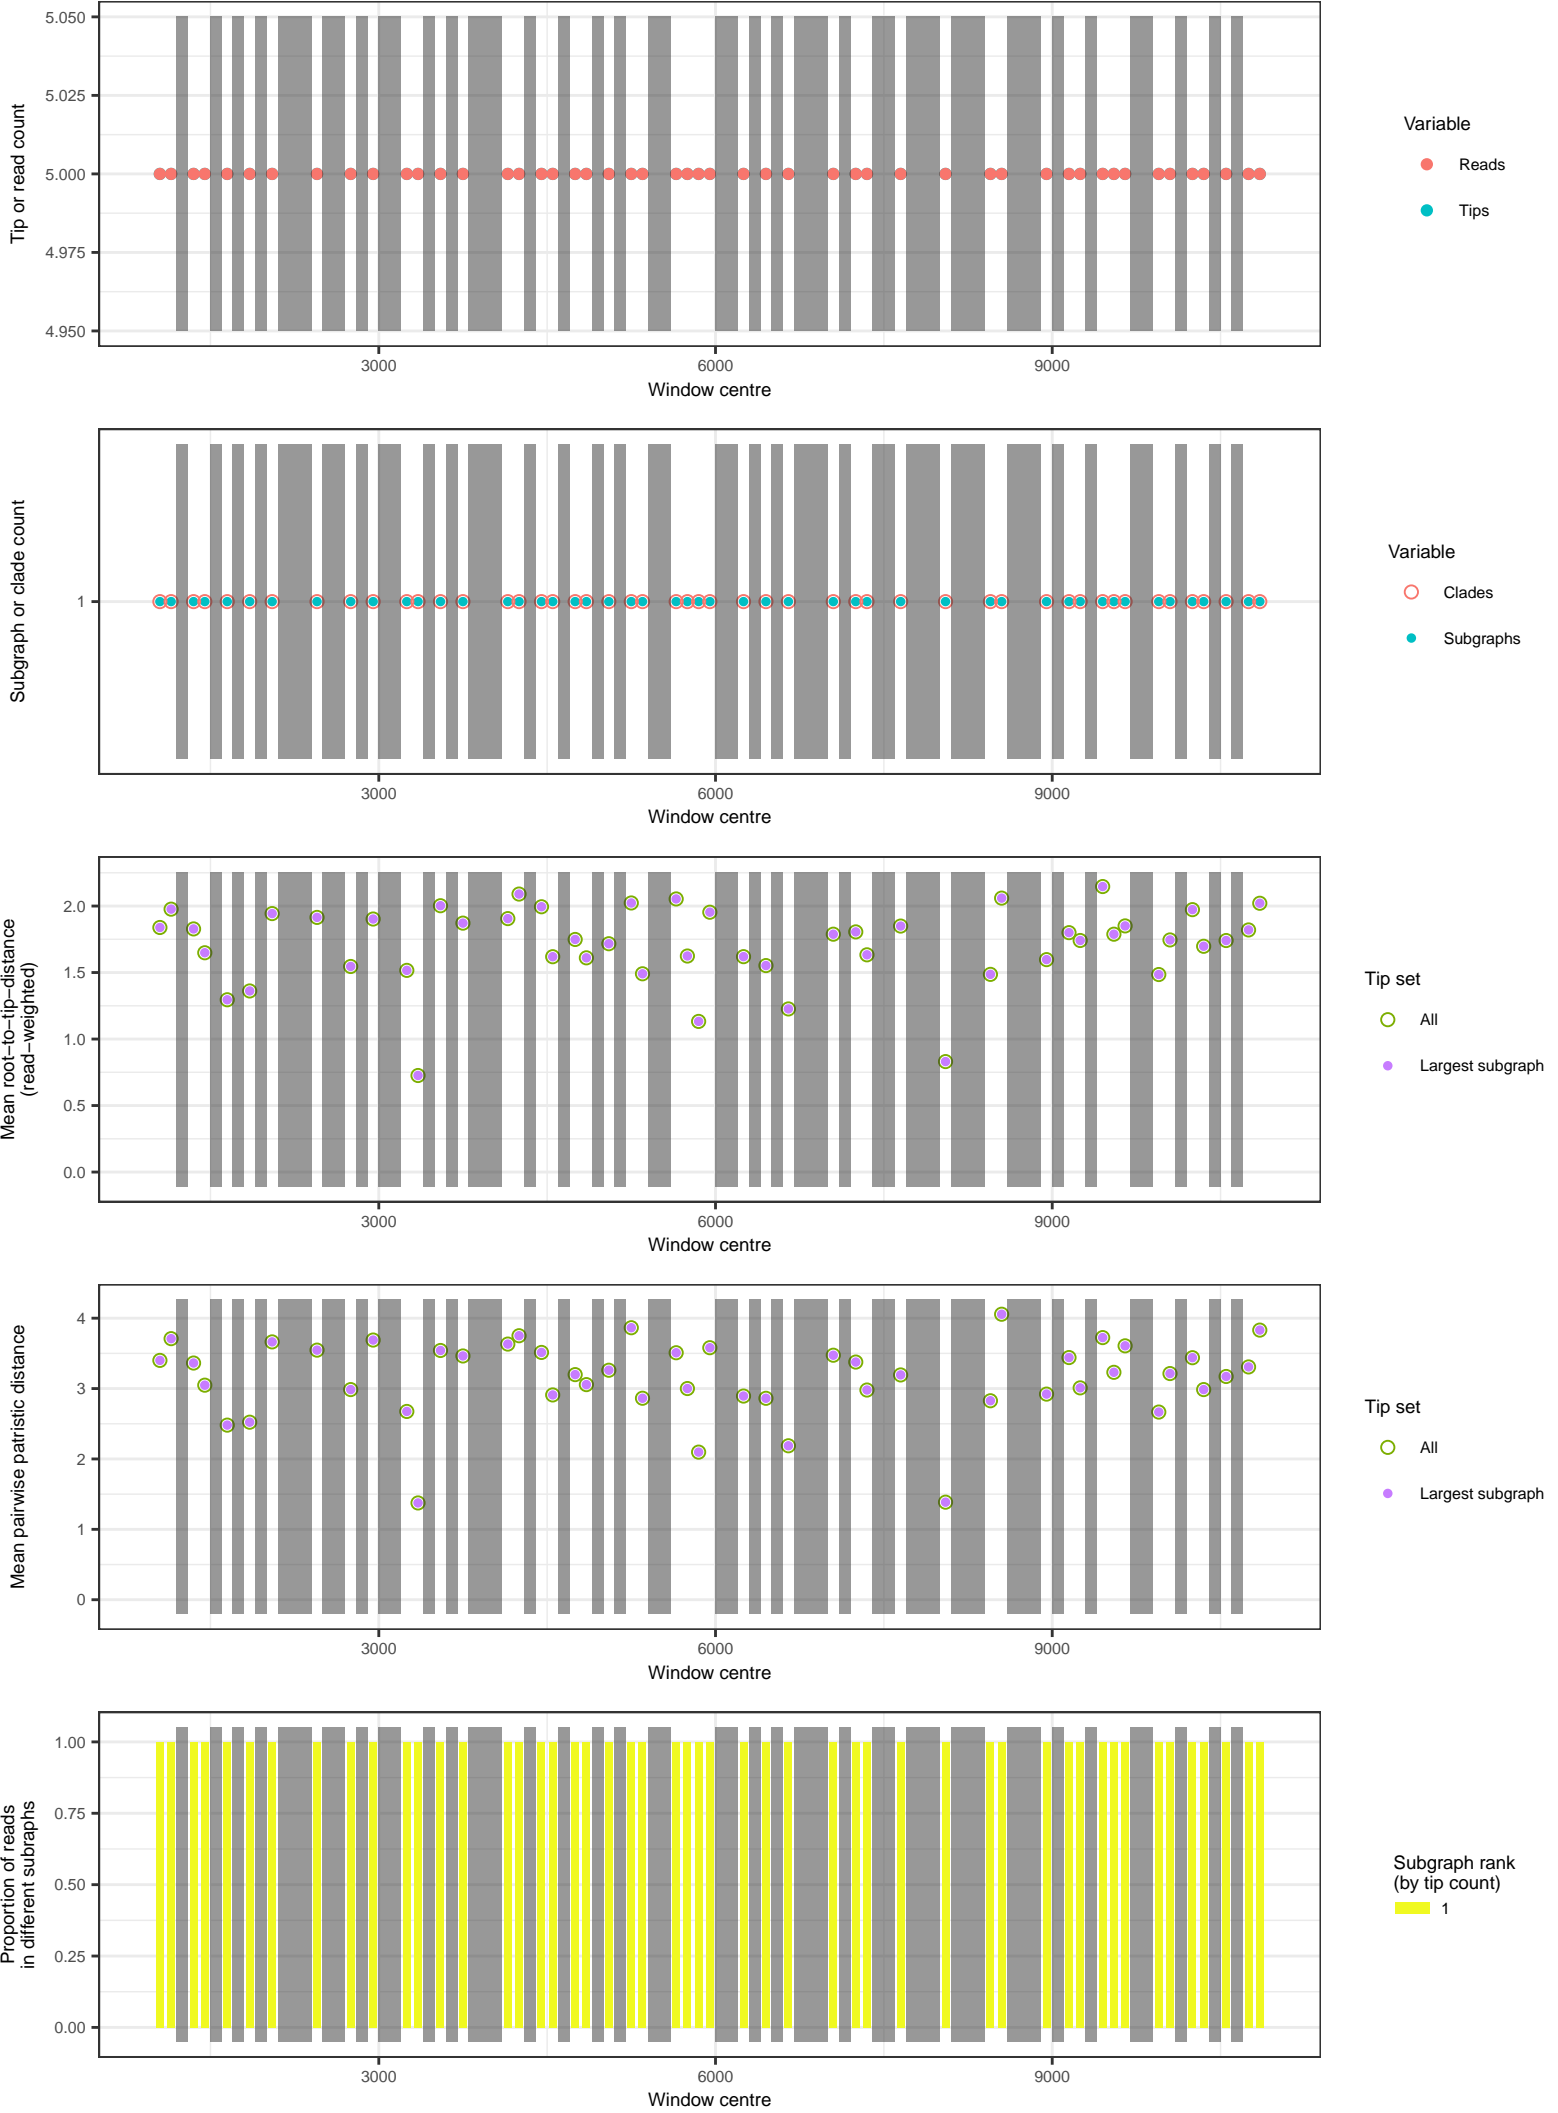 5.050
5.025
5.000
4.975
4.950
Tip or read count
3000
6000
9000
Window centre
Variable
Reads
Tips
Subgraph or clade count
1
3000
6000
9000
Window centre
Variable
Clades
Subgraphs
Mean root−to−tip−distance
(read−weighted)
2.0
1.5
1.0
0.5
0.0
3000
6000
9000
Window centre
Tip set
All
Largest subgraph
Mean pairwise patristic distance
4
3
2
1
0
3000
6000
9000
Window centre
Tip set
All
Largest subgraph
Proportion of reads
in different subraphs
1.00
0.75
0.50
0.25
0.00
3000
6000
9000
Window centre
Subgraph rank
(by tip count)
1